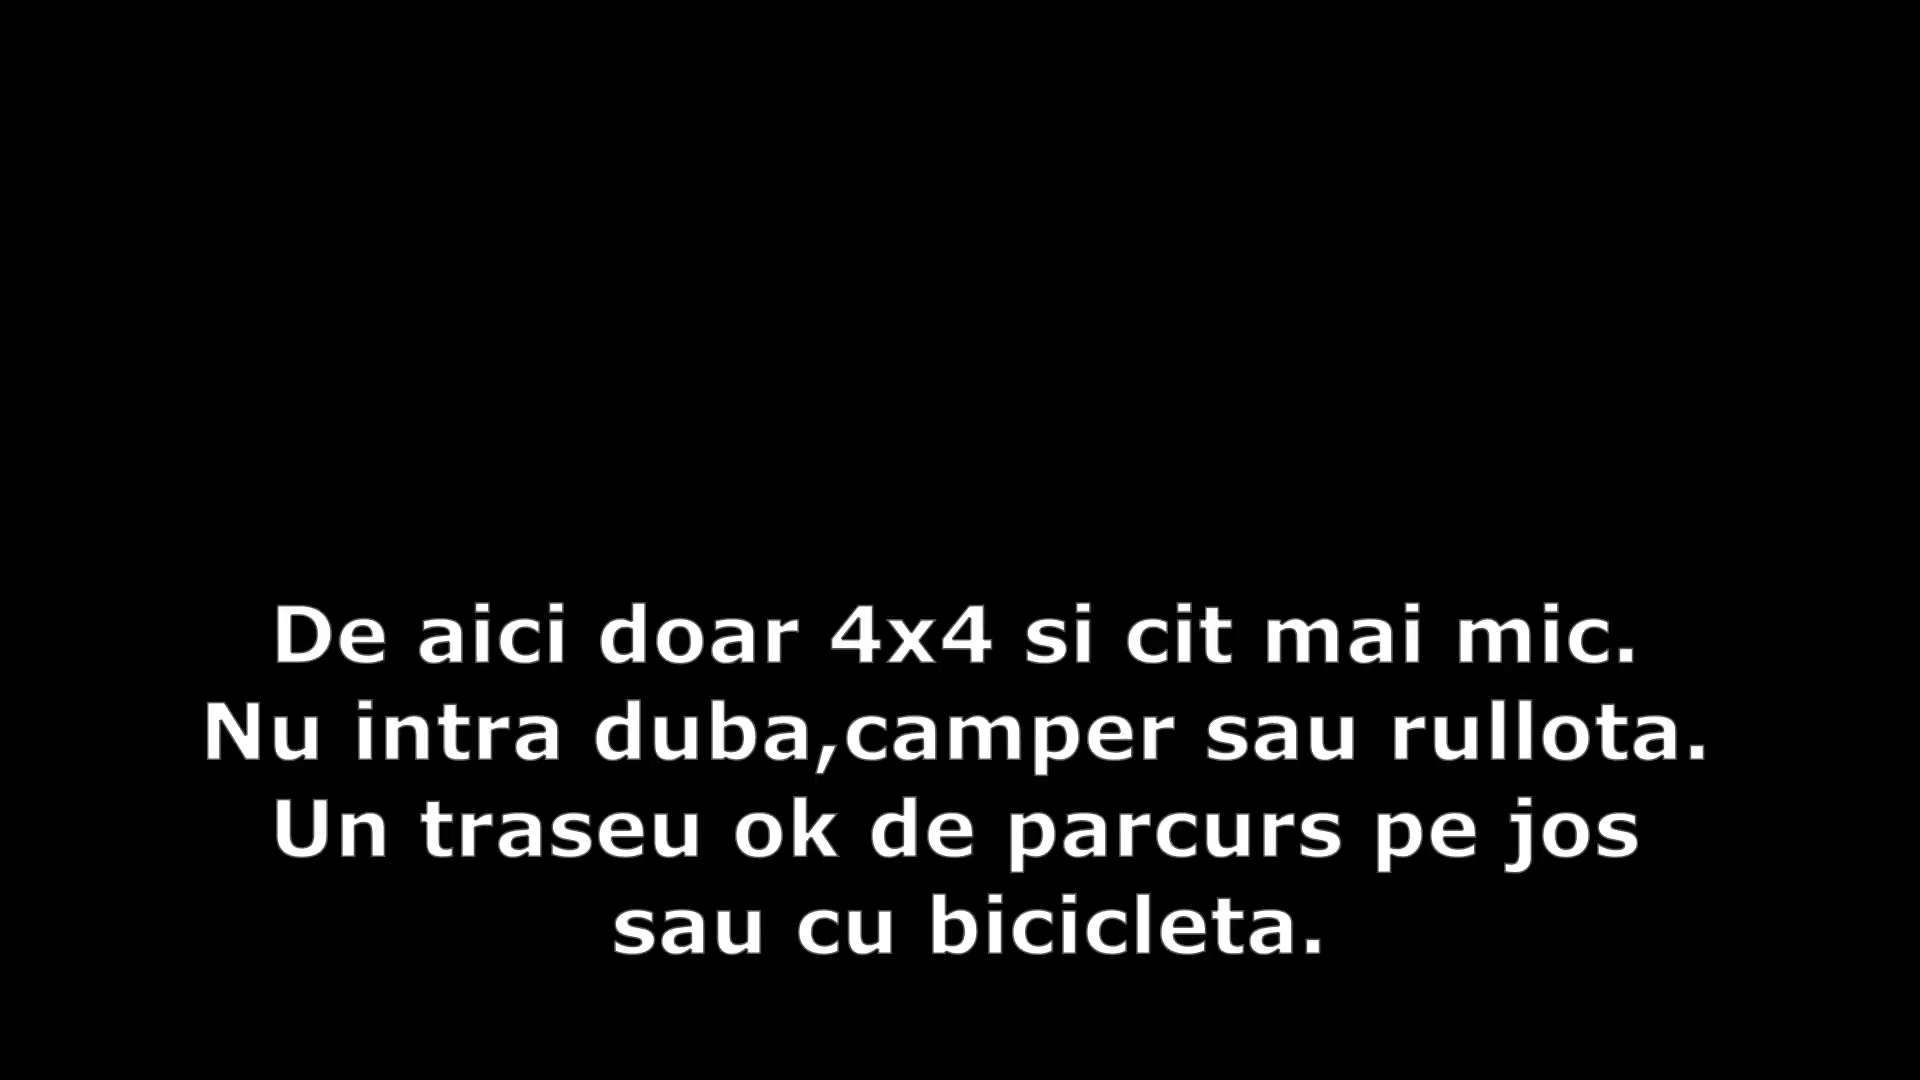 De aici doar 4x4 si cit mai mic.
Nu intra duba,camper sau rullota.
Un traseu ok de parcurs pe jos
sau cu bicicleta.